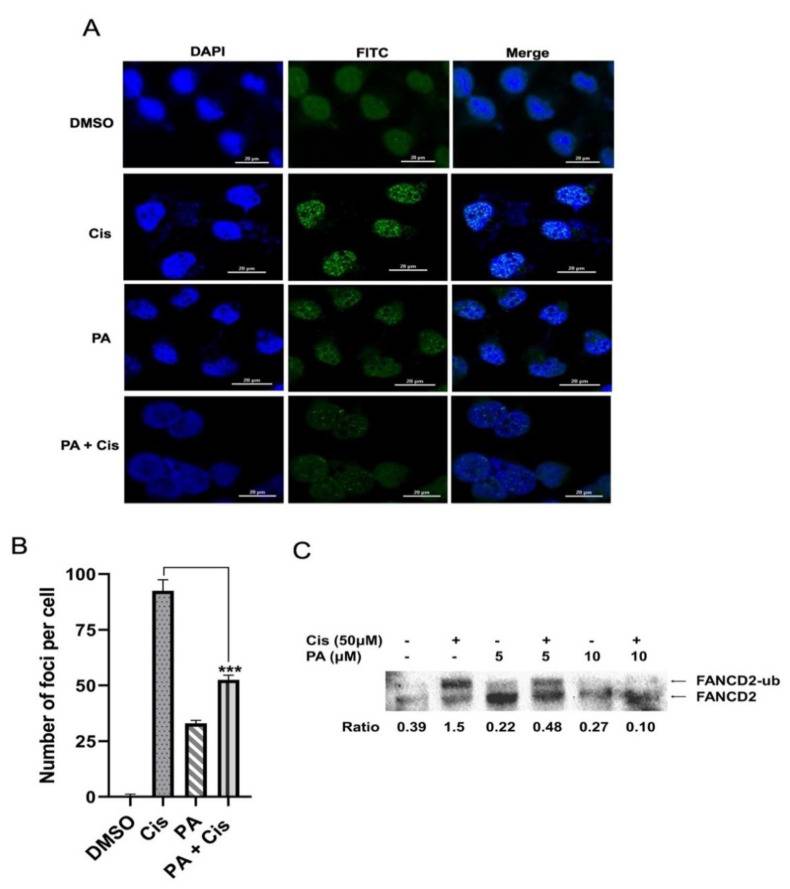 A
DAPI FITC Merge
DMSO
20 µm 20 µm 20 µm
Cis
20 µm 20 µm 20 µm
PA
20 µm 20 µm 20 µm
PA + Cis
20 µm 20 µm 20 µm
B
Number of foci per cell
100
75
50
25
0
***
DMSO Cis PA PA + Cis
C
Cis (50µM) - + - + - +
PA (µM) - - 5 5 10 10
FANCD2-ub
FANCD2
Ratio 0.39 1.5 0.22 0.48 0.27 0.10